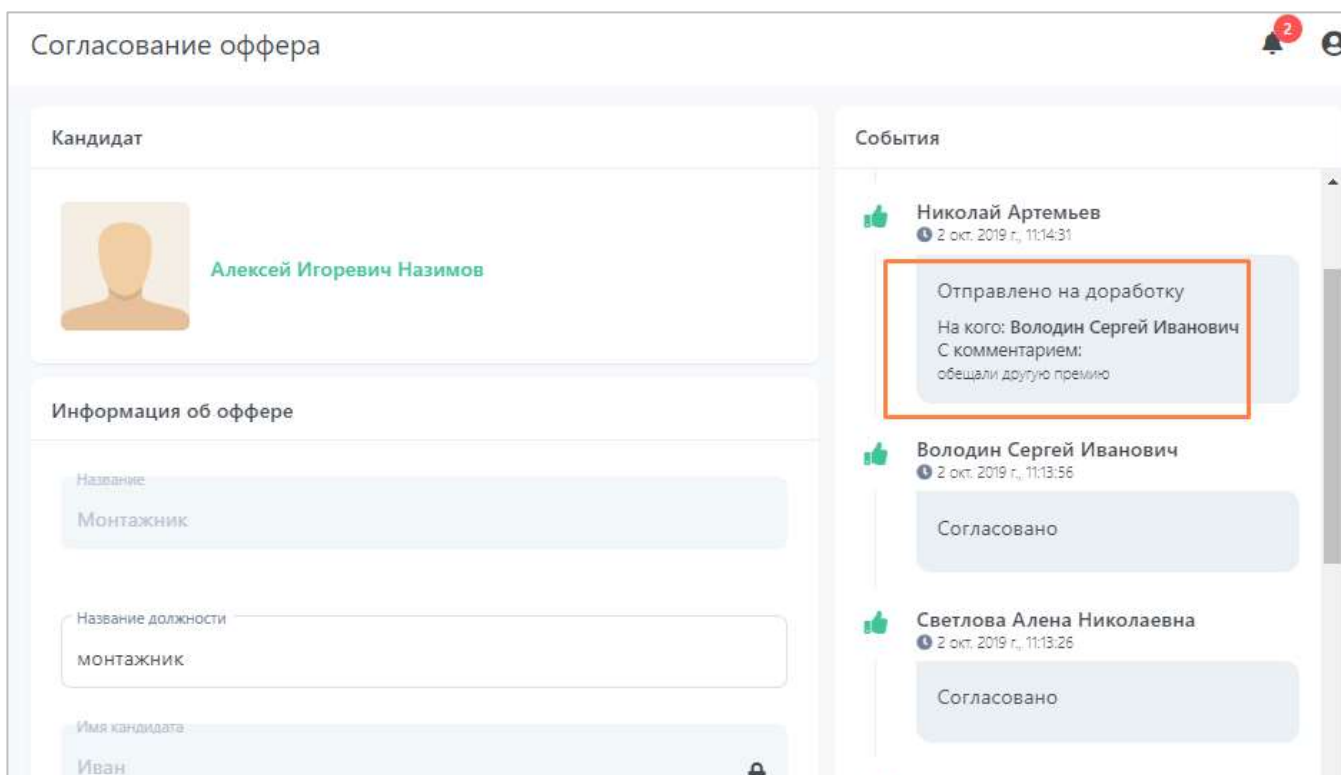 Согласование оффера
2
Кандидат
Алексей Игоревич Назимов
Информация об оффере
Название
Монтажник
Название должности
монтажник
Имя кандидата
Иван
События
Николай Артемьев
2 окт. 2019 г., 11:14:31
Отправлено на доработку
На кого: Володин Сергей Иванович
С комментарием:
обещали другую премию
Володин Сергей Иванович
2 окт. 2019 г., 11:13:56
Согласовано
Светлова Алена Николаевна
2 окт. 2019 г., 11:13:26
Согласовано